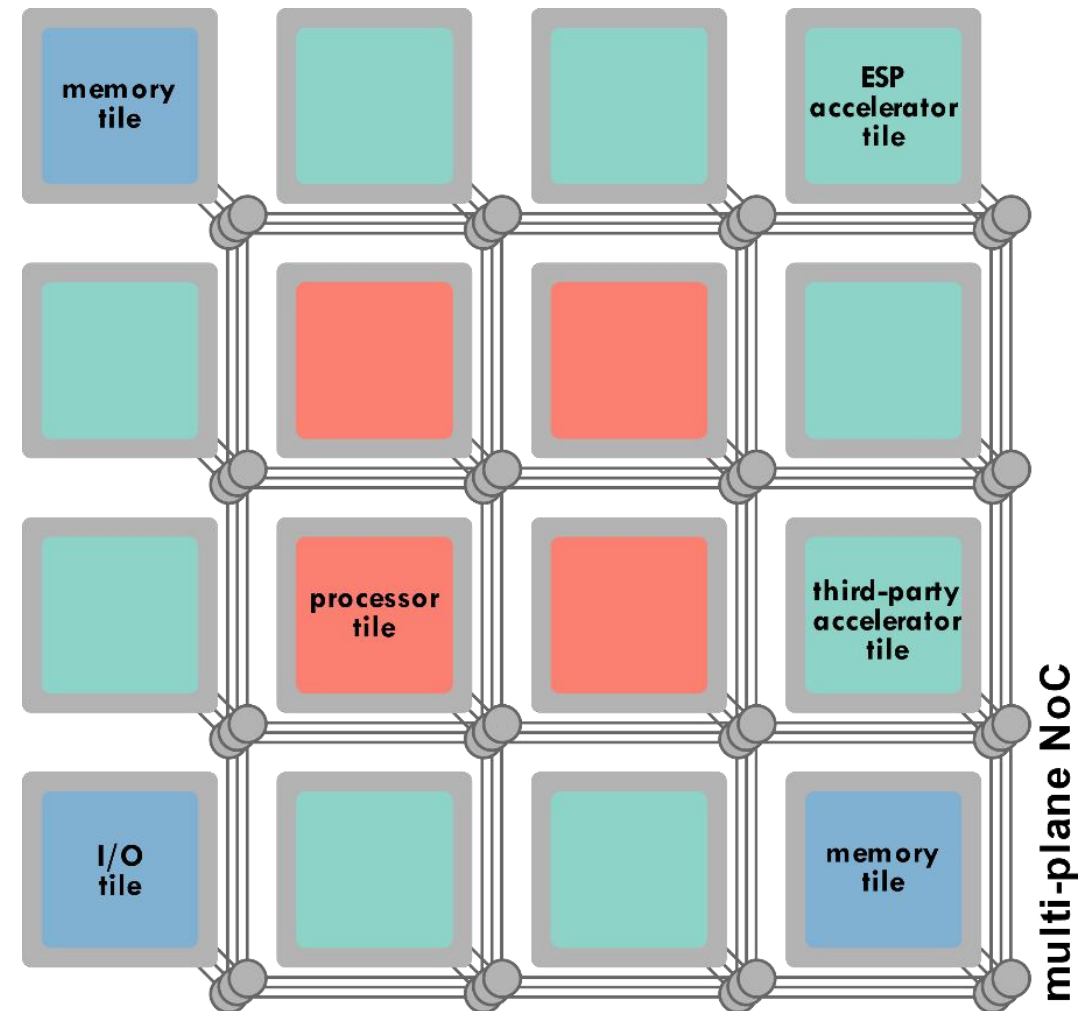 memory
tile
ESP
accelerator
tile
processor
tile
third-party
accelerator
tile
I/O
tile
memory
tile
multi-plane NoC